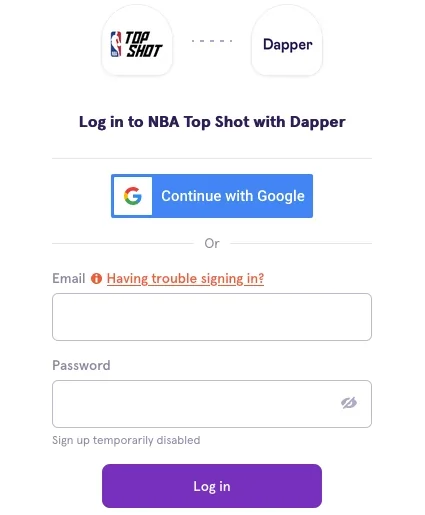 TOP
SHOT
Dapper
Log in to NBA Top Shot with Dapper
Continue with Google
Or
Email Having trouble signing in?
Password
Sign up temporarily disabled
Log in